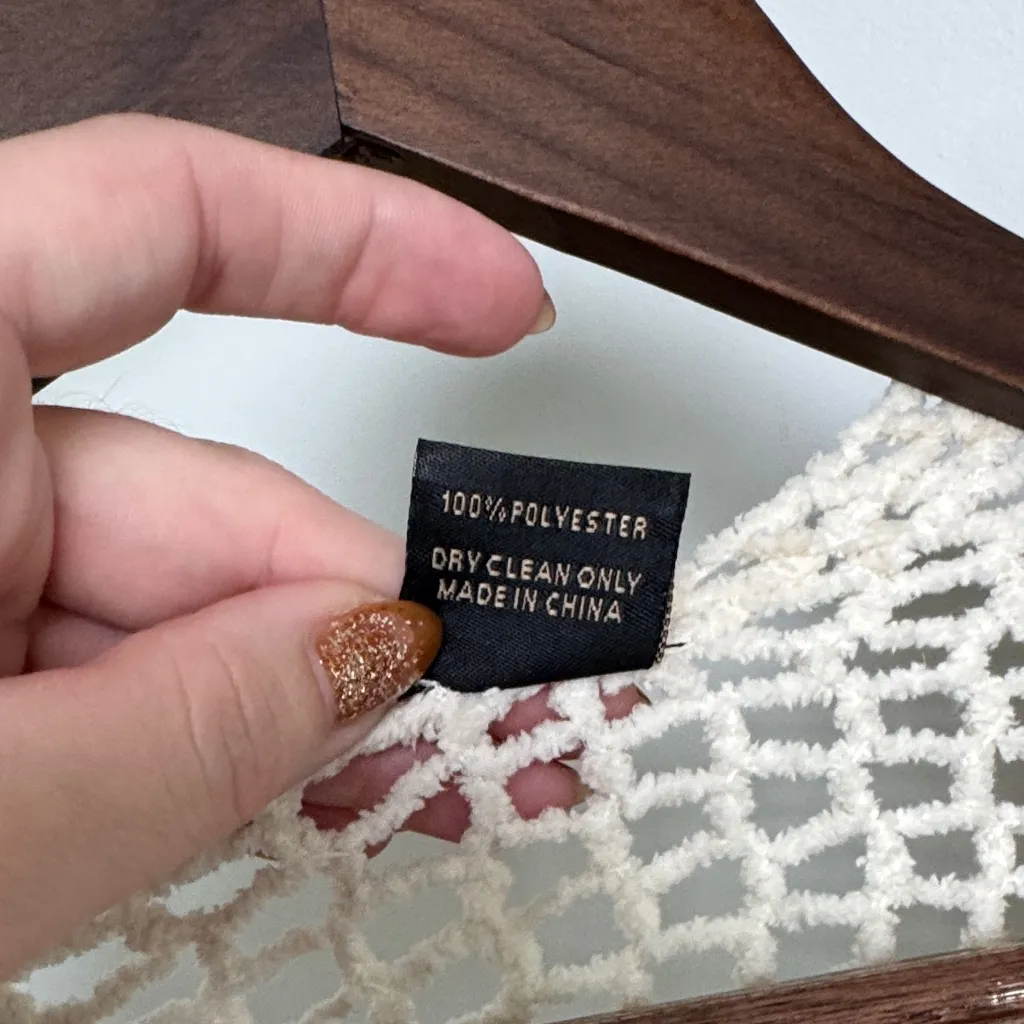 100% POLYESTER
DRY CLEAN ONLY
MADE IN CHINA